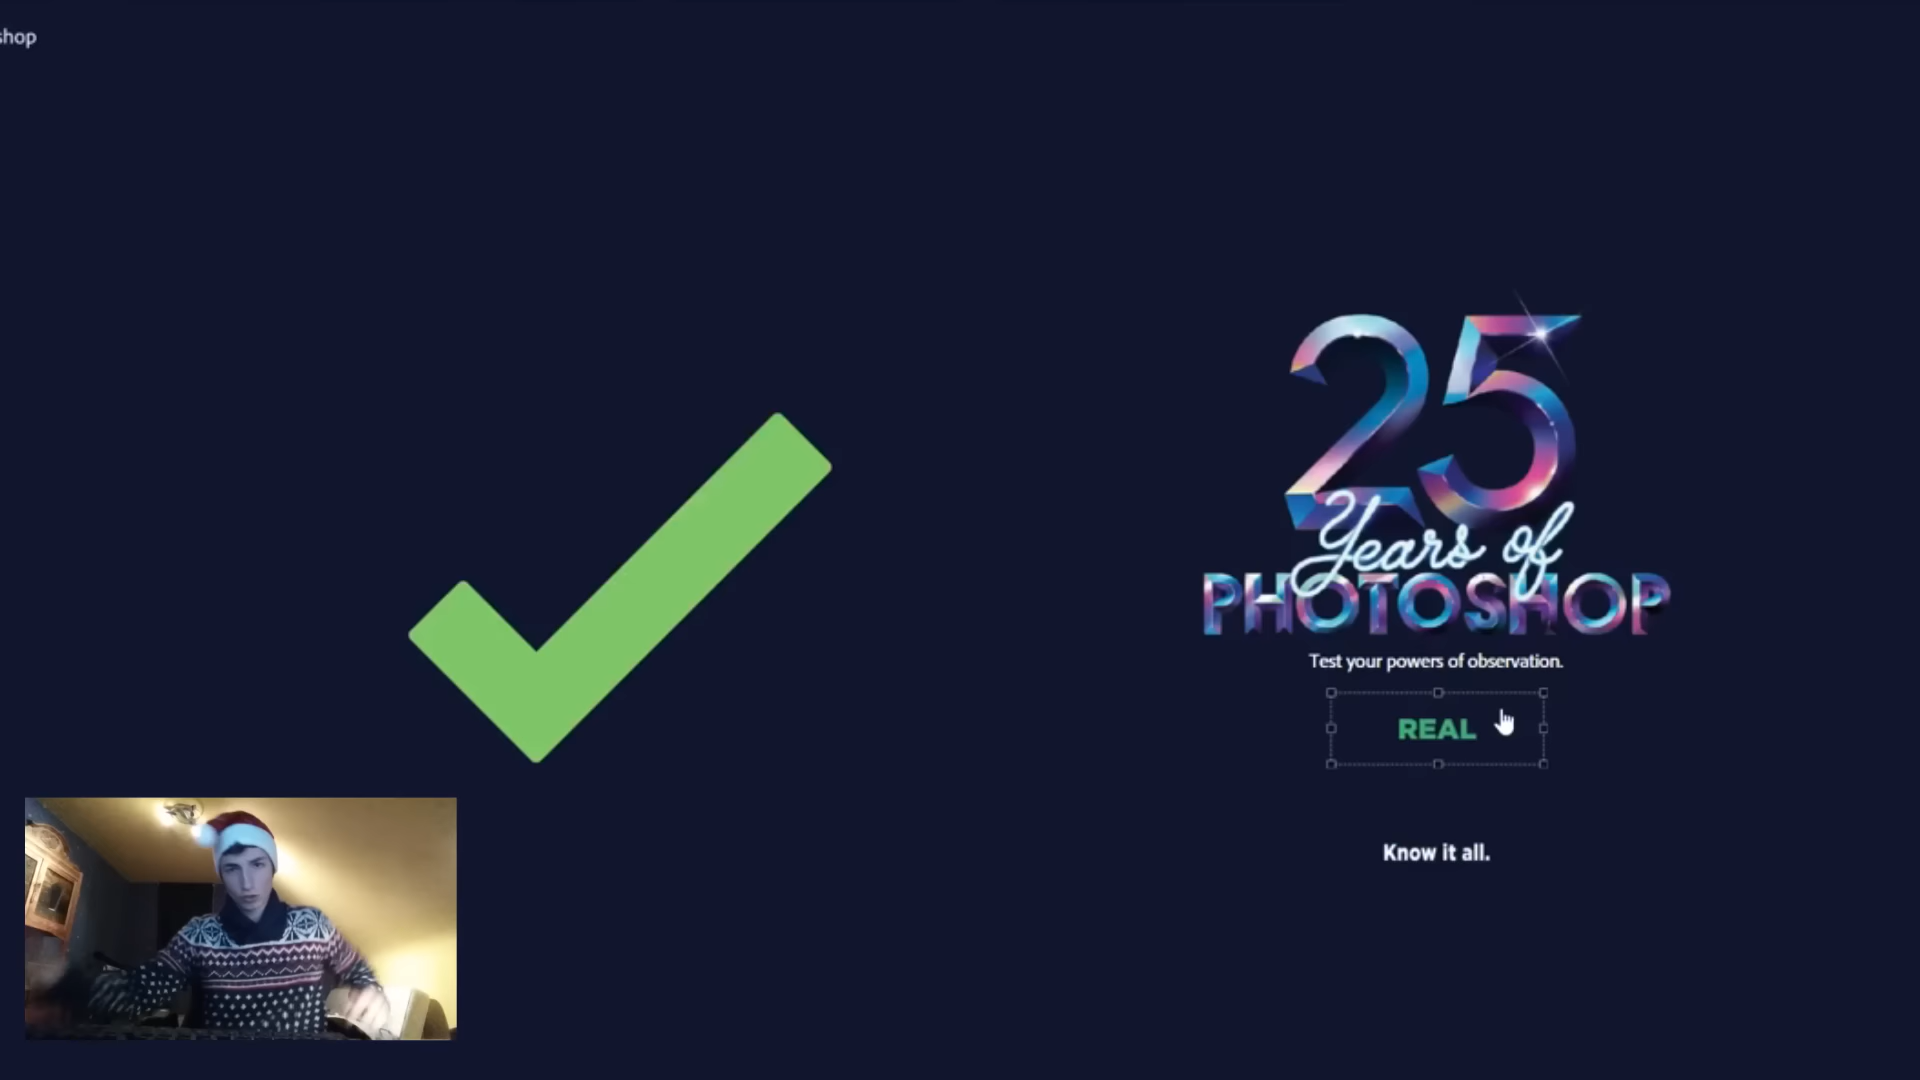 shop
25
Years of
PHOTOSHOP
Test your powers of observation.
REAL
Know it all.